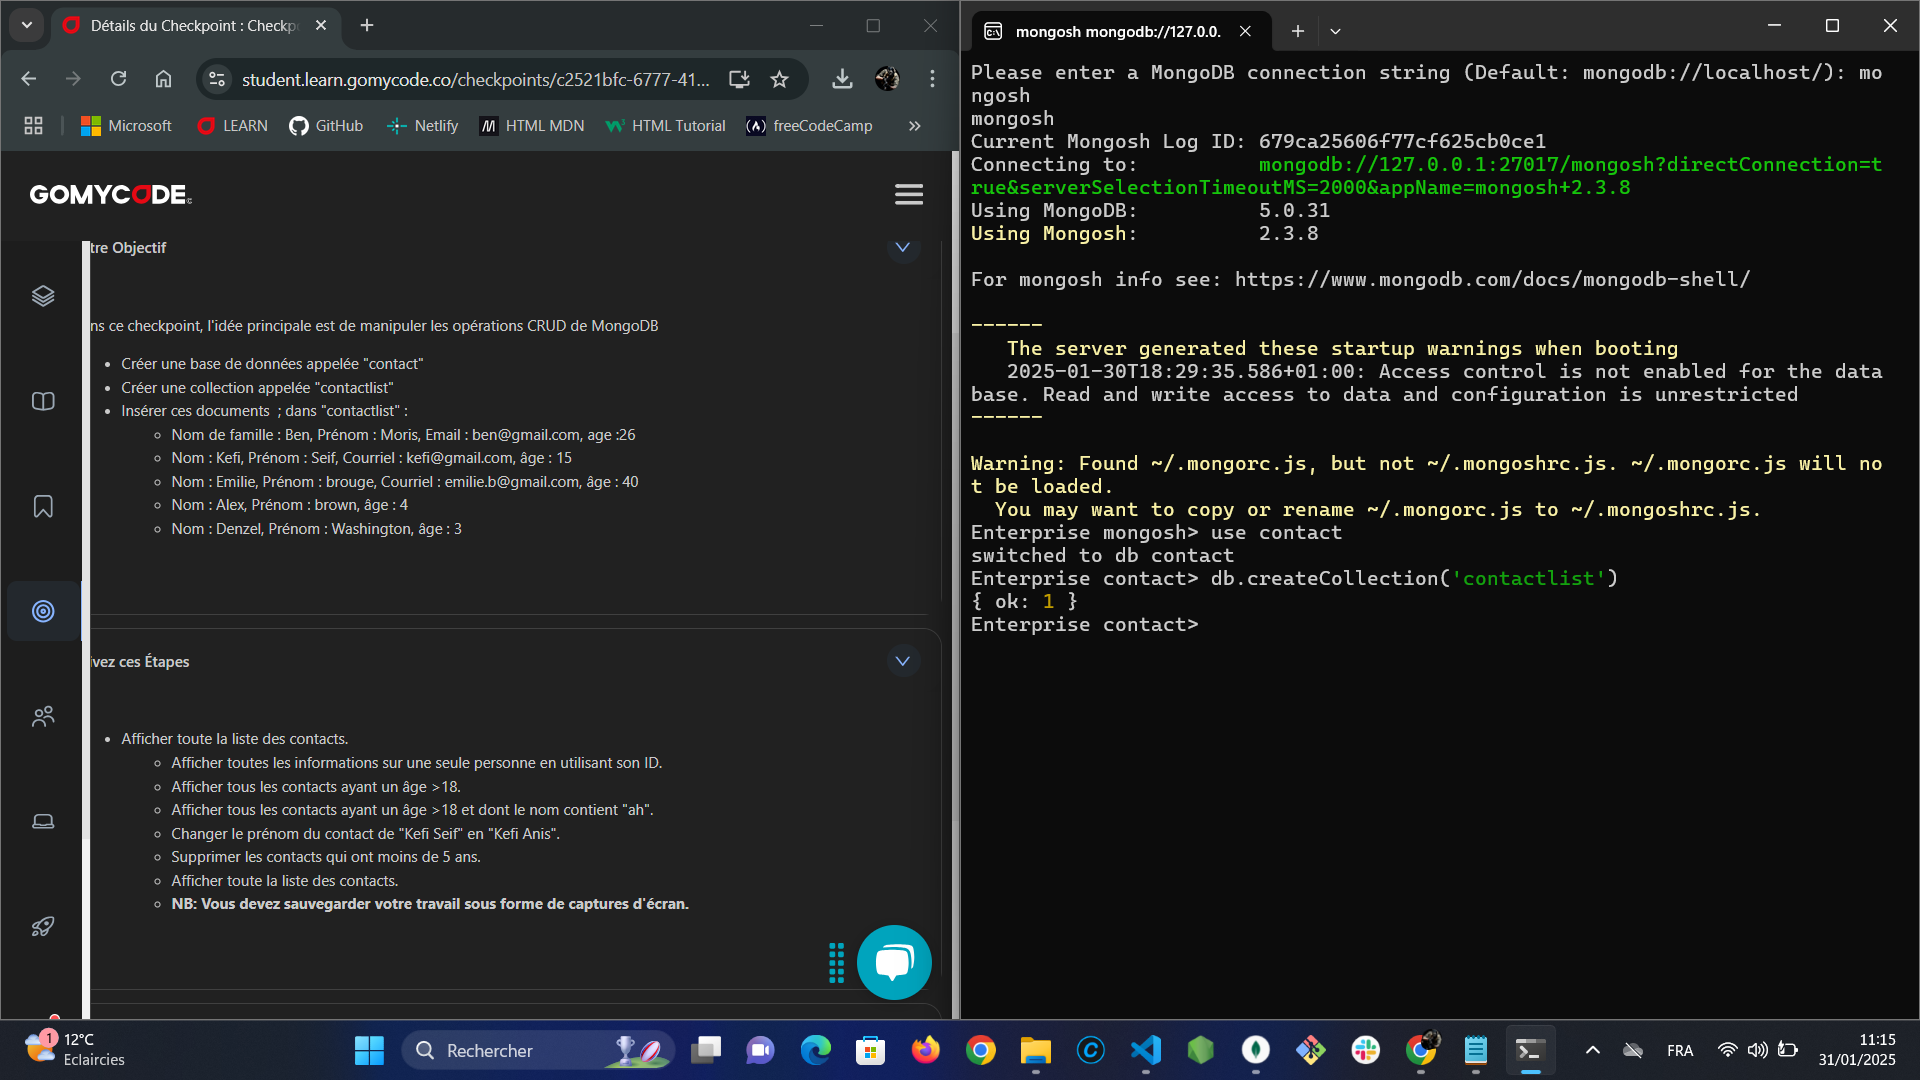 Détails du Checkpoint : Checkp
student.learn.gomycode.co/checkpoints/c2521bfc-6777-41...
Microsoft
LEARN
GitHub
Netlify
HTML MDN
HTML Tutorial
freeCodeCamp
»
GOMYCODE
tre Objectif
ns ce checkpoint, l'idée principale est de manipuler les opérations CRUD de MongoDB
• Créer une base de données appelée "contact"
• Créer une collection appelée "contactlist"
• Insérer ces documents  ; dans "contactlist" :
◦ Nom de famille : Ben, Prénom : Moris, Email : ben@gmail.com, age :26
◦ Nom : Kefi, Prénom : Seif, Courriel : kefi@gmail.com, âge : 15
◦ Nom : Emilie, Prénom : brouge, Courriel : emilie.b@gmail.com, âge : 40
◦ Nom : Alex, Prénom : brown, âge : 4
◦ Nom : Denzel, Prénom : Washington, âge : 3
ivez ces Étapes
• Afficher toute la liste des contacts.
◦ Afficher toutes les informations sur une seule personne en utilisant son ID.
◦ Afficher tous les contacts ayant un âge >18.
◦ Afficher tous les contacts ayant un âge >18 et dont le nom contient "ah".
◦ Changer le prénom du contact de "Kefi Seif" en "Kefi Anis".
◦ Supprimer les contacts qui ont moins de 5 ans.
◦ Afficher toute la liste des contacts.
◦ NB: Vous devez sauvegarder votre travail sous forme de captures d'écran.
mongosh mongodb://127.0.0.
Please enter a MongoDB connection string (Default: mongodb://localhost/): mo
ngosh
mongosh
Current Mongosh Log ID: 679ca25606f77cf625cb0ce1
Connecting to:          mongodb://127.0.0.1:27017/mongosh?directConnection=t
rue&serverSelectionTimeoutMS=2000&appName=mongosh+2.3.8
Using MongoDB:          5.0.31
Using Mongosh:          2.3.8
For mongosh info see: https://www.mongodb.com/docs/mongodb-shell/
------
The server generated these startup warnings when booting
2025-01-30T18:29:35.586+01:00: Access control is not enabled for the data
base. Read and write access to data and configuration is unrestricted
------
Warning: Found ~/.mongorc.js, but not ~/.mongoshrc.js. ~/.mongorc.js will no
t be loaded.
You may want to copy or rename ~/.mongorc.js to ~/.mongoshrc.js.
Enterprise mongosh> use contact
switched to db contact
Enterprise contact> db.createCollection('contactlist')
{ ok: 1 }
Enterprise contact>
1
12°C
Eclaircies
Rechercher
FRA
11:15
31/01/2025